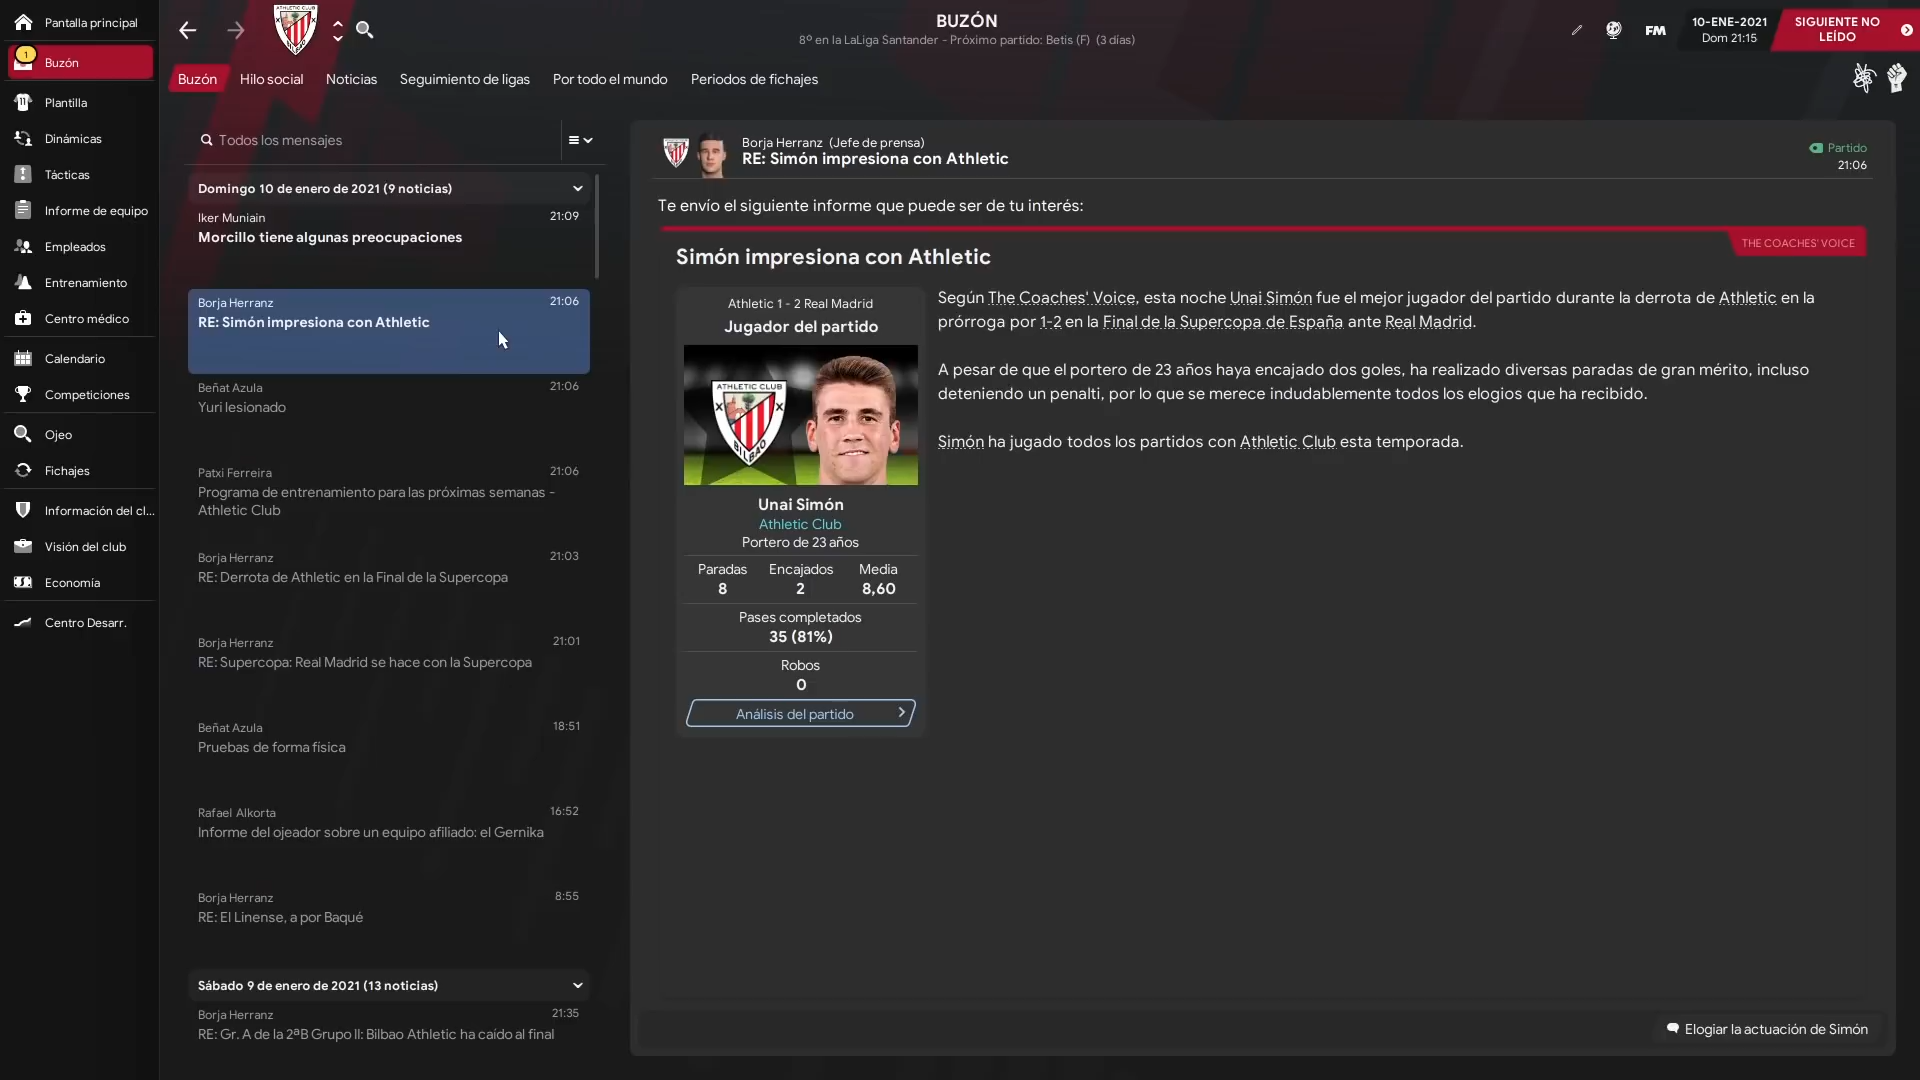 Pantalla principal
1
Buzón
Plantilla
Dinámicas
Tácticas
Informe de equipo
Empleados
Entrenamiento
Centro médico
Calendario
Competiciones
Ojeo
Fichajes
Información del cl...
Visión del club
Economía
Centro Desarr.
BUZÓN
8º en la LaLiga Santander - Próximo partido: Betis (F) (3 días)
FM
10-ENE-2021
Dom 21:15
SIGUIENTE NO
LEÍDO
Buzón Hilo social Noticias Seguimiento de ligas Por todo el mundo Periodos de fichajes
Todos los mensajes
Domingo 10 de enero de 2021 (9 noticias)
Iker Muniain 21:09
Morcillo tiene algunas preocupaciones
Borja Herranz 21:06
RE: Simón impresiona con Athletic
Beñat Azula 21:06
Yuri lesionado
Patxi Ferreira 21:06
Programa de entrenamiento para las próximas semanas -
Athletic Club
Borja Herranz 21:03
RE: Derrota de Athletic en la Final de la Supercopa
Borja Herranz 21:01
RE: Supercopa: Real Madrid se hace con la Supercopa
Beñat Azula 18:51
Pruebas de forma física
Rafael Alkorta 16:52
Informe del ojeador sobre un equipo afiliado: el Gernika
Borja Herranz 8:55
RE: El Linense, a por Baqué
Sábado 9 de enero de 2021 (13 noticias)
Borja Herranz 21:35
RE: Gr. A de la 2ªB Grupo II: Bilbao Athletic ha caído al final
Borja Herranz (Jefe de prensa)
RE: Simón impresiona con Athletic
Partido
21:06
Te envío el siguiente informe que puede ser de tu interés:
THE COACHES' VOICE
Simón impresiona con Athletic
Athletic 1 - 2 Real Madrid
Jugador del partido
ATHLETIC CLUB
BILBAO
Unai Simón
Athletic Club
Portero de 23 años
Paradas Encajados Media
8 2 8,60
Pases completados
35 (81%)
Robos
0
Análisis del partido
Según The Coaches' Voice, esta noche Unai Simón fue el mejor jugador del partido durante la derrota de Athletic en la
prórroga por 1-2 en la Final de la Supercopa de España ante Real Madrid.
A pesar de que el portero de 23 años haya encajado dos goles, ha realizado diversas paradas de gran mérito, incluso
deteniendo un penalti, por lo que se merece indudablemente todos los elogios que ha recibido.
Simón ha jugado todos los partidos con Athletic Club esta temporada.
Elogiar la actuación de Simón